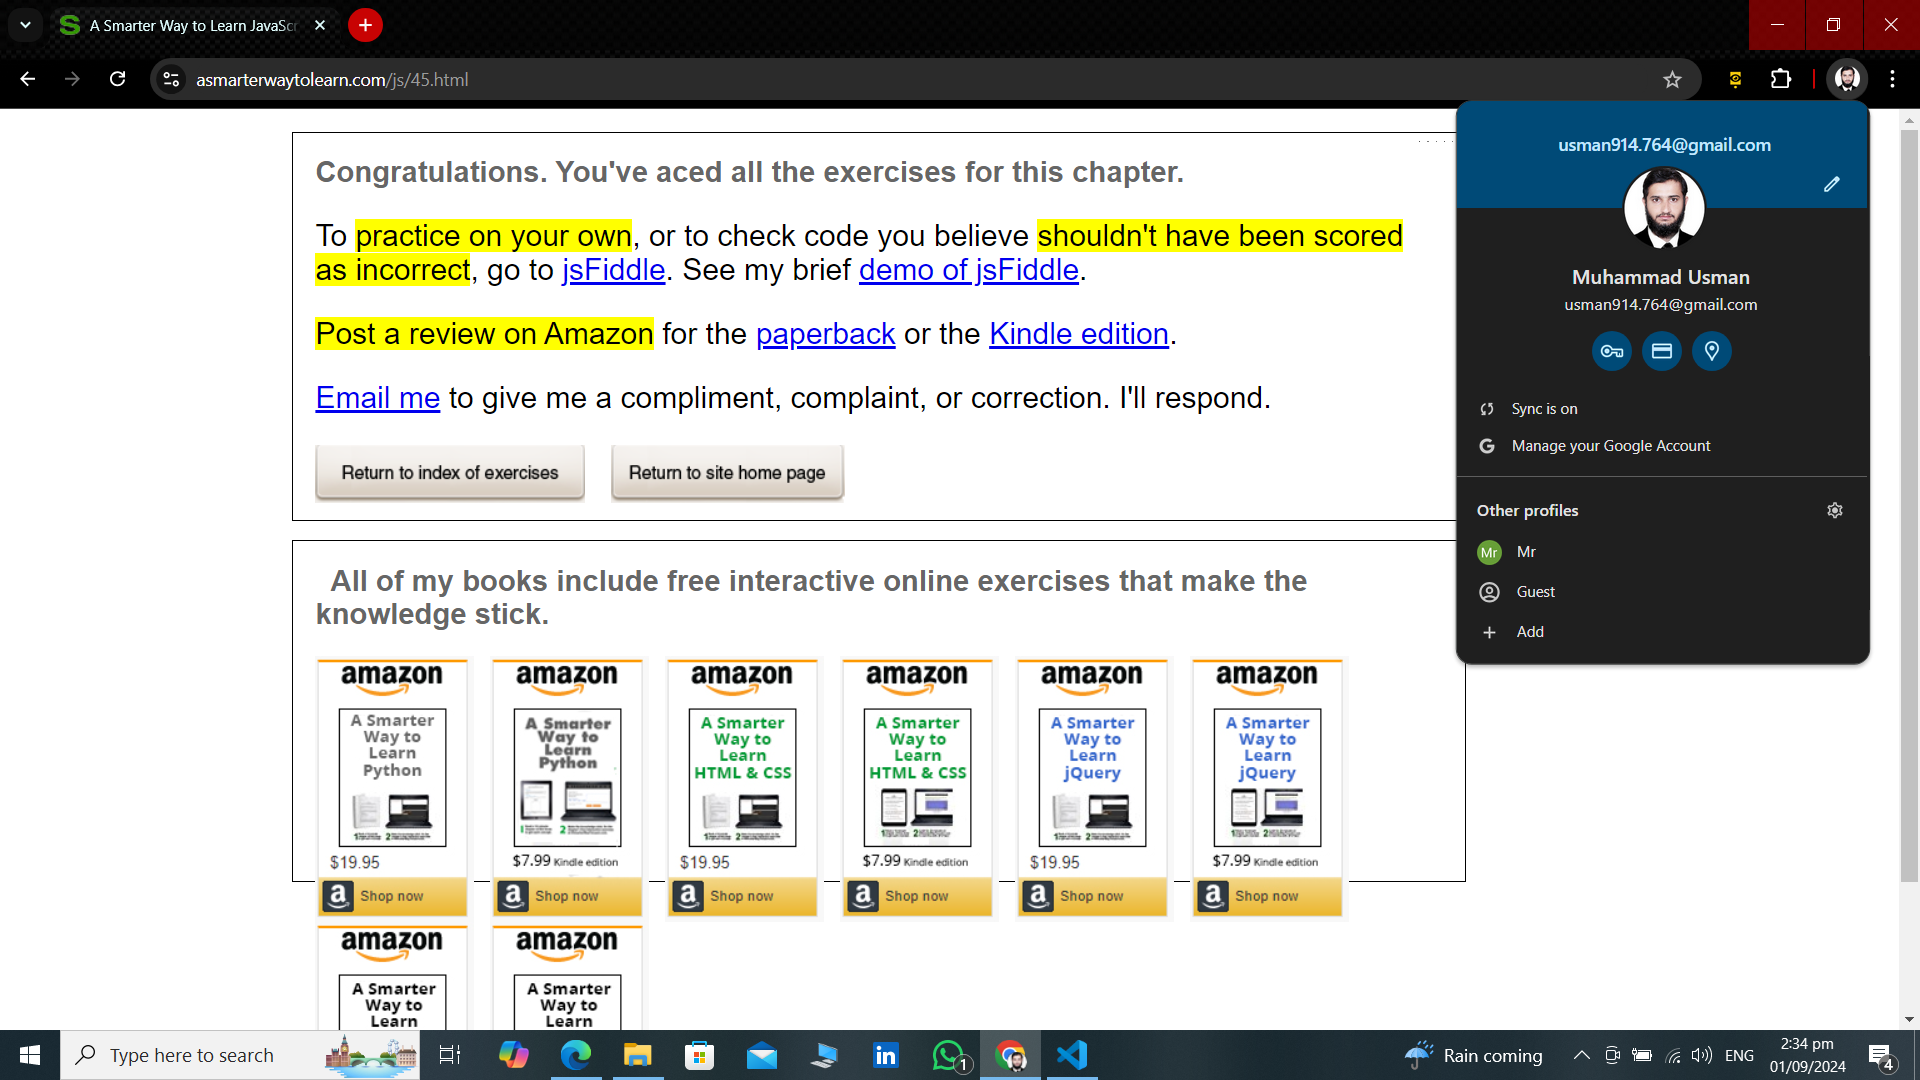 A Smarter Way to Learn JavaScr
asmarterwaytolearn.com/js/45.html
Congratulations. You've aced all the exercises for this chapter.
To practice on your own, or to check code you believe shouldn't have been scored
as incorrect, go to jsFiddle. See my brief demo of jsFiddle.
Post a review on Amazon for the paperback or the Kindle edition.
Email me to give me a compliment, complaint, or correction. I'll respond.
Return to index of exercises
Return to site home page
usman914.764@gmail.com
Muhammad Usman
usman914.764@gmail.com
Sync is on
Manage your Google Account
Other profiles
Mr Mr
Guest
Add
All of my books include free interactive online exercises that make the
knowledge stick.
amazon
A Smarter
Way to
Learn
Python
$19.95
a Shop now
amazon
A Smarter
Way to
Learn
Python
$7.99 Kindle edition
a Shop now
amazon
A Smarter
Way to
Learn
HTML & CSS
$19.95
a Shop now
amazon
A Smarter
Way to
Learn
HTML & CSS
$7.99 Kindle edition
a Shop now
amazon
A Smarter
Way to
Learn
jQuery
$19.95
a Shop now
amazon
A Smarter
Way to
Learn
jQuery
$7.99 Kindle edition
a Shop now
amazon
A Smarter
Way to
Learn
amazon
A Smarter
Way to
Learn
Type here to search
1
Rain coming
ENG
2:34 pm
01/09/2024
4